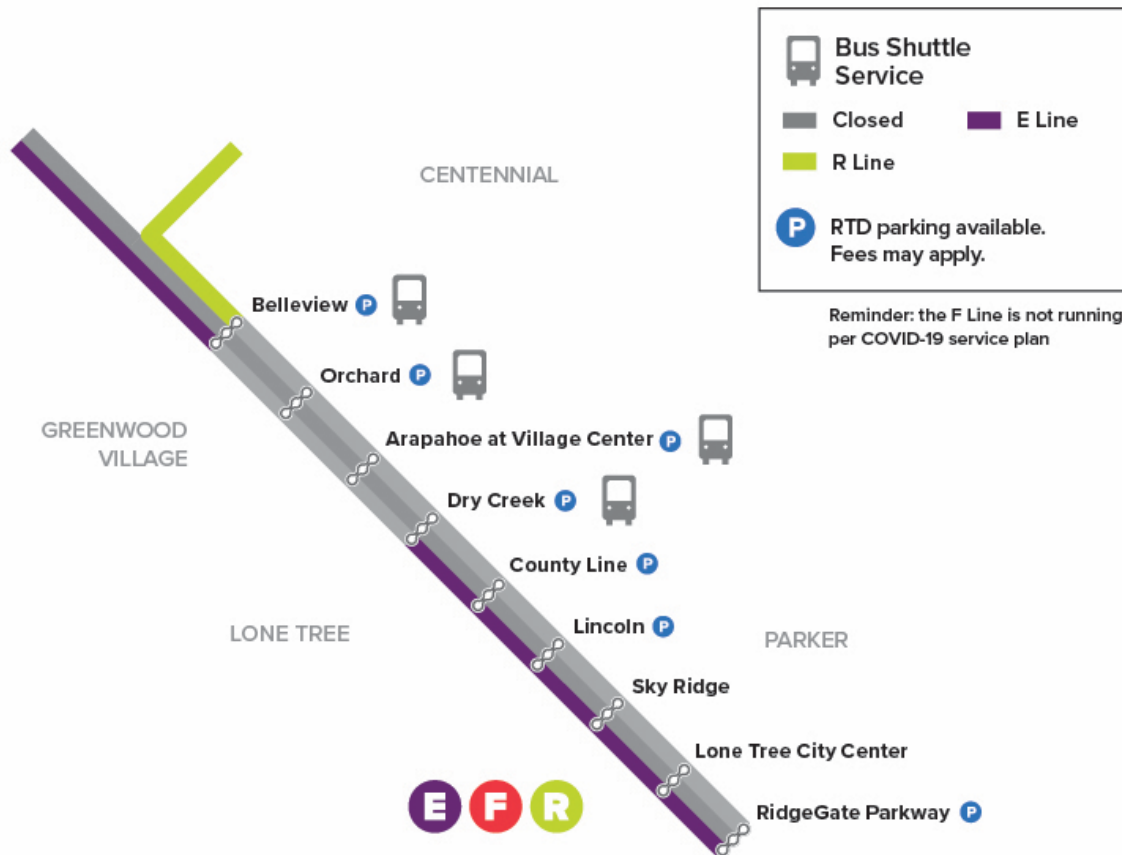 Bus Shuttle
Service
Closed
E Line
R Line
P
RTD parking available.
Fees may apply.
Reminder: the F Line is not running
per COVID-19 service plan
CENTENNIAL
Belleview P
Orchard P
GREENWOOD
VILLAGE
Arapahoe at Village Center P
Dry Creek P
County Line P
LONE TREE
Lincoln P
PARKER
Sky Ridge
Lone Tree City Center
E F R
RidgeGate Parkway P